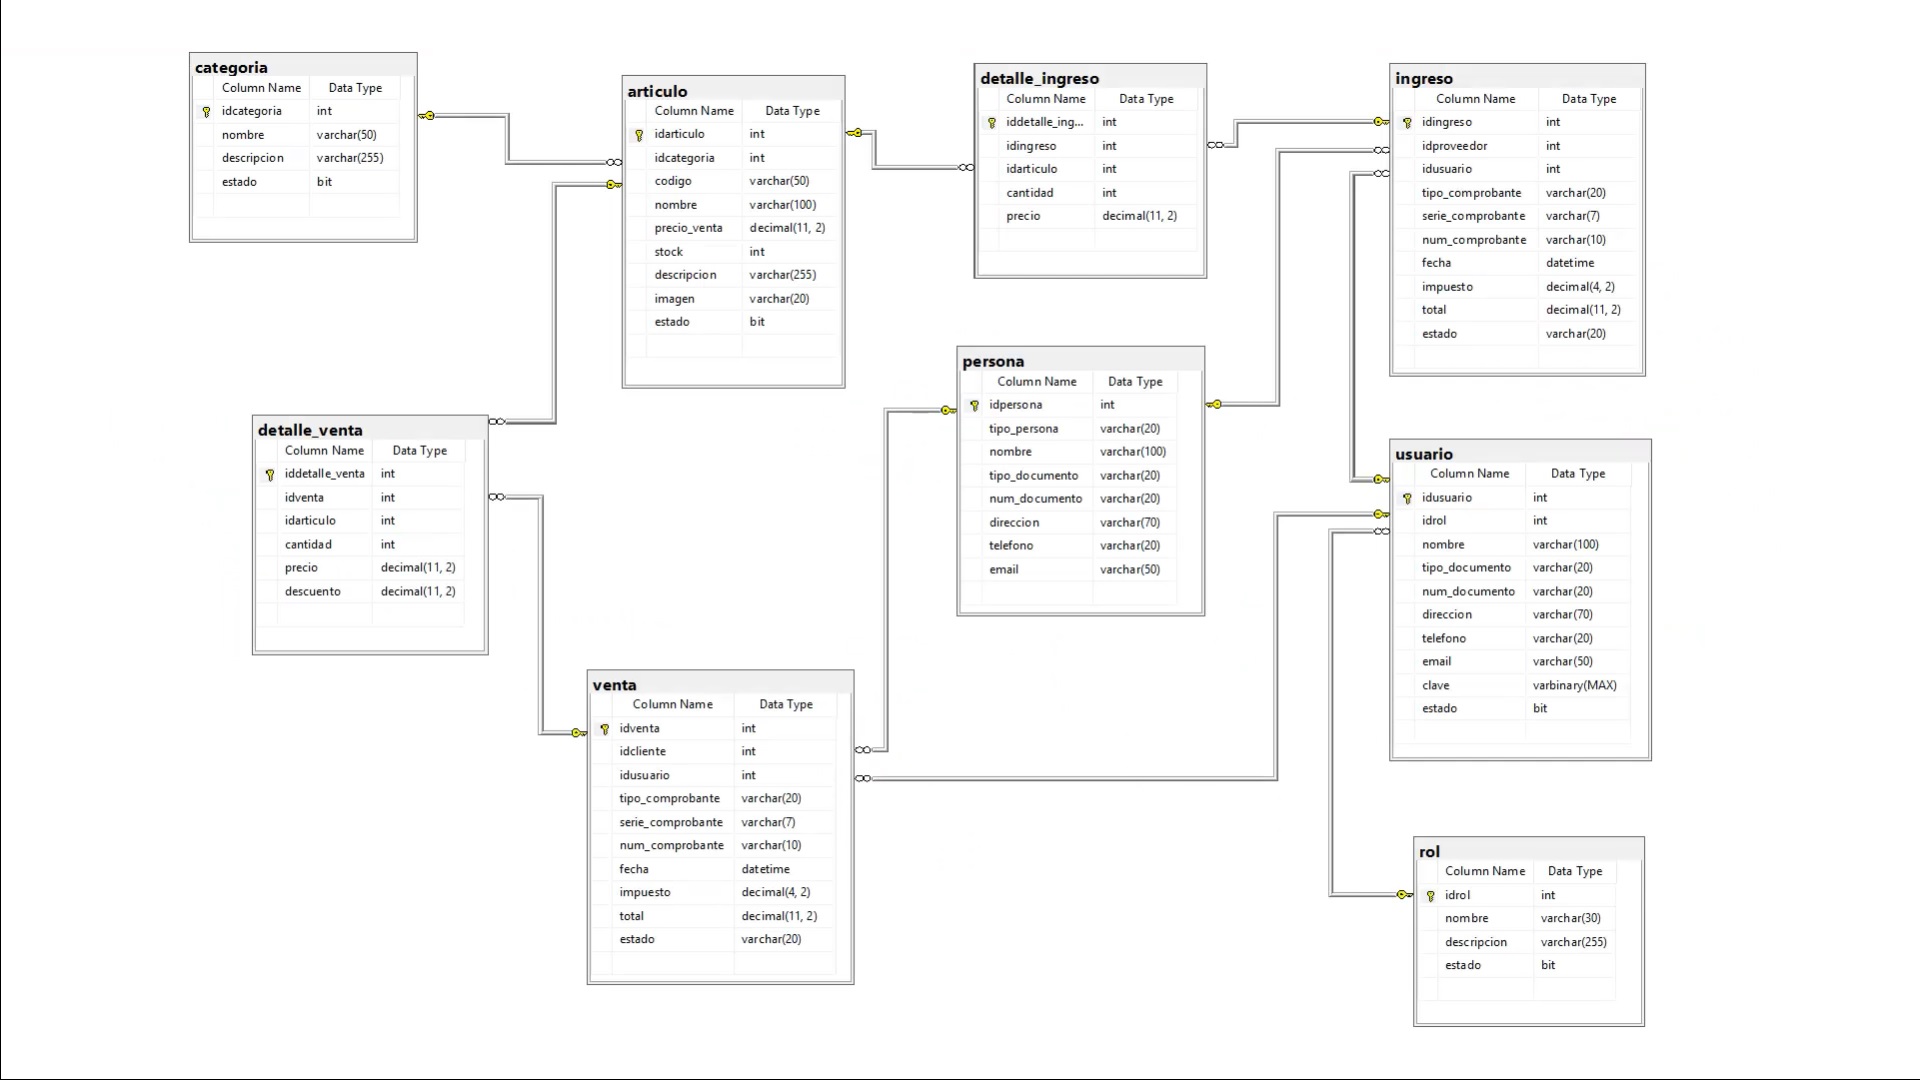 categoria
Column Name Data Type
idcategoria int
nombre varchar(50)
descripcion varchar(255)
estado bit
articulo
Column Name Data Type
idarticulo int
idcategoria int
codigo varchar(50)
nombre varchar(100)
precio_venta decimal(11, 2)
stock int
descripcion varchar(255)
imagen varchar(20)
estado bit
detalle_ingreso
Column Name Data Type
iddetalle_ing... int
idingreso int
idarticulo int
cantidad int
precio decimal(11, 2)
ingreso
Column Name Data Type
idingreso int
idproveedor int
idusuario int
tipo_comprobante varchar(20)
serie_comprobante varchar(7)
num_comprobante varchar(10)
fecha datetime
impuesto decimal(4, 2)
total decimal(11, 2)
estado varchar(20)
detalle_venta
Column Name Data Type
iddetalle_venta int
idventa int
idarticulo int
cantidad int
precio decimal(11, 2)
descuento decimal(11, 2)
persona
Column Name Data Type
idpersona int
tipo_persona varchar(20)
nombre varchar(100)
tipo_documento varchar(20)
num_documento varchar(20)
direccion varchar(70)
telefono varchar(20)
email varchar(50)
usuario
Column Name Data Type
idusuario int
idrol int
nombre varchar(100)
tipo_documento varchar(20)
num_documento varchar(20)
direccion varchar(70)
telefono varchar(20)
email varchar(50)
clave varbinary(MAX)
estado bit
venta
Column Name Data Type
idventa int
idcliente int
idusuario int
tipo_comprobante varchar(20)
serie_comprobante varchar(7)
num_comprobante varchar(10)
fecha datetime
impuesto decimal(4, 2)
total decimal(11, 2)
estado varchar(20)
rol
Column Name Data Type
idrol int
nombre varchar(30)
descripcion varchar(255)
estado bit